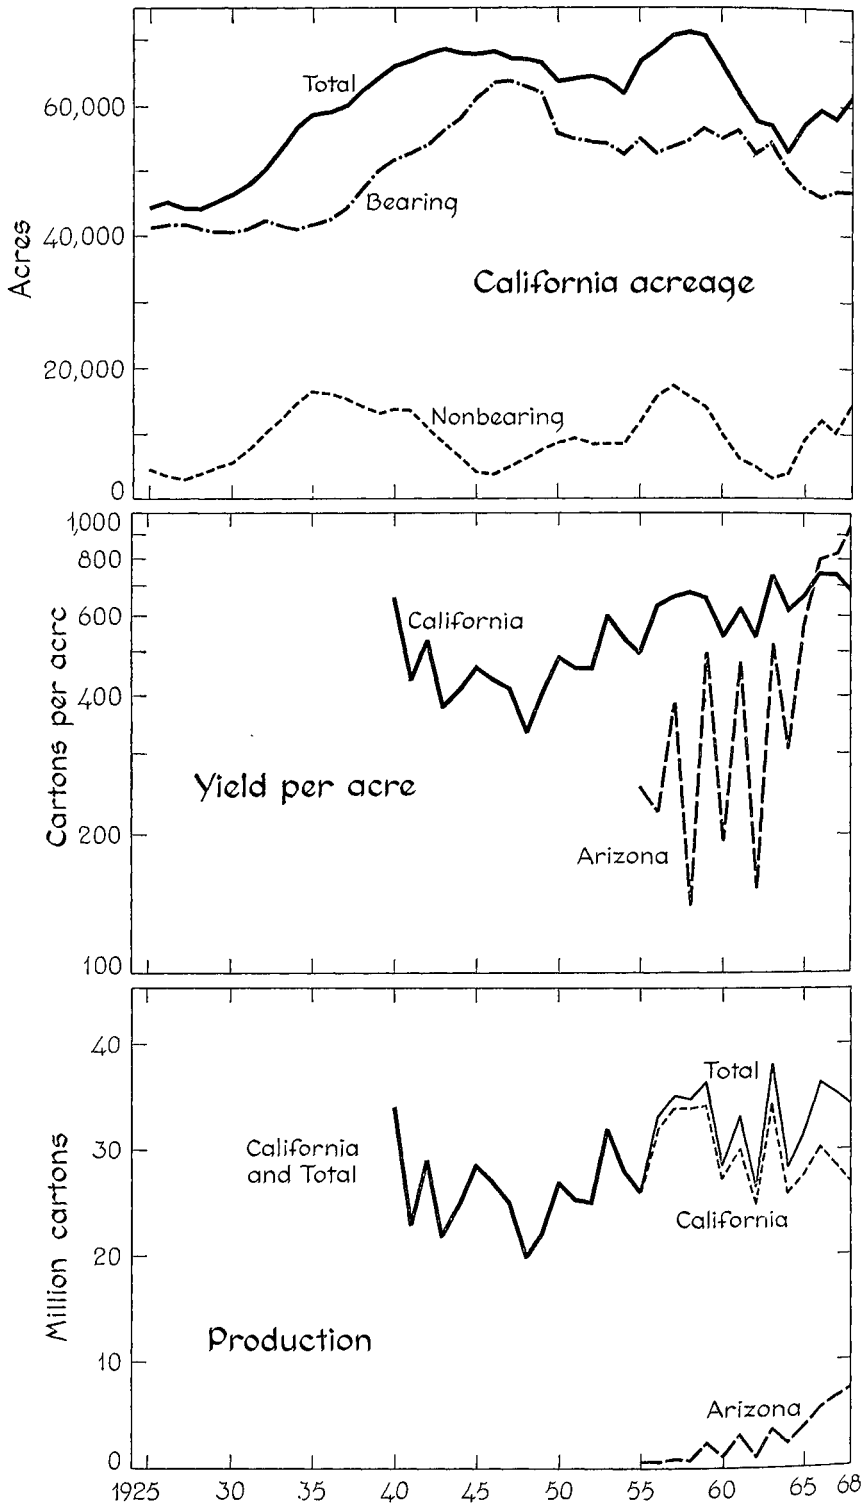 Total
60,000
Bearing
40,000
Acres
California acreage
20,000
Nonbearing
0
1,000
800
600
California
Cartons per acre
400
Yield per acre
200
Arizona
100
40
Total
30
California
and Total
California
Million cartons
20
Production
10
Arizona
0
1925 30 35 40 45 50 55 60 65 68